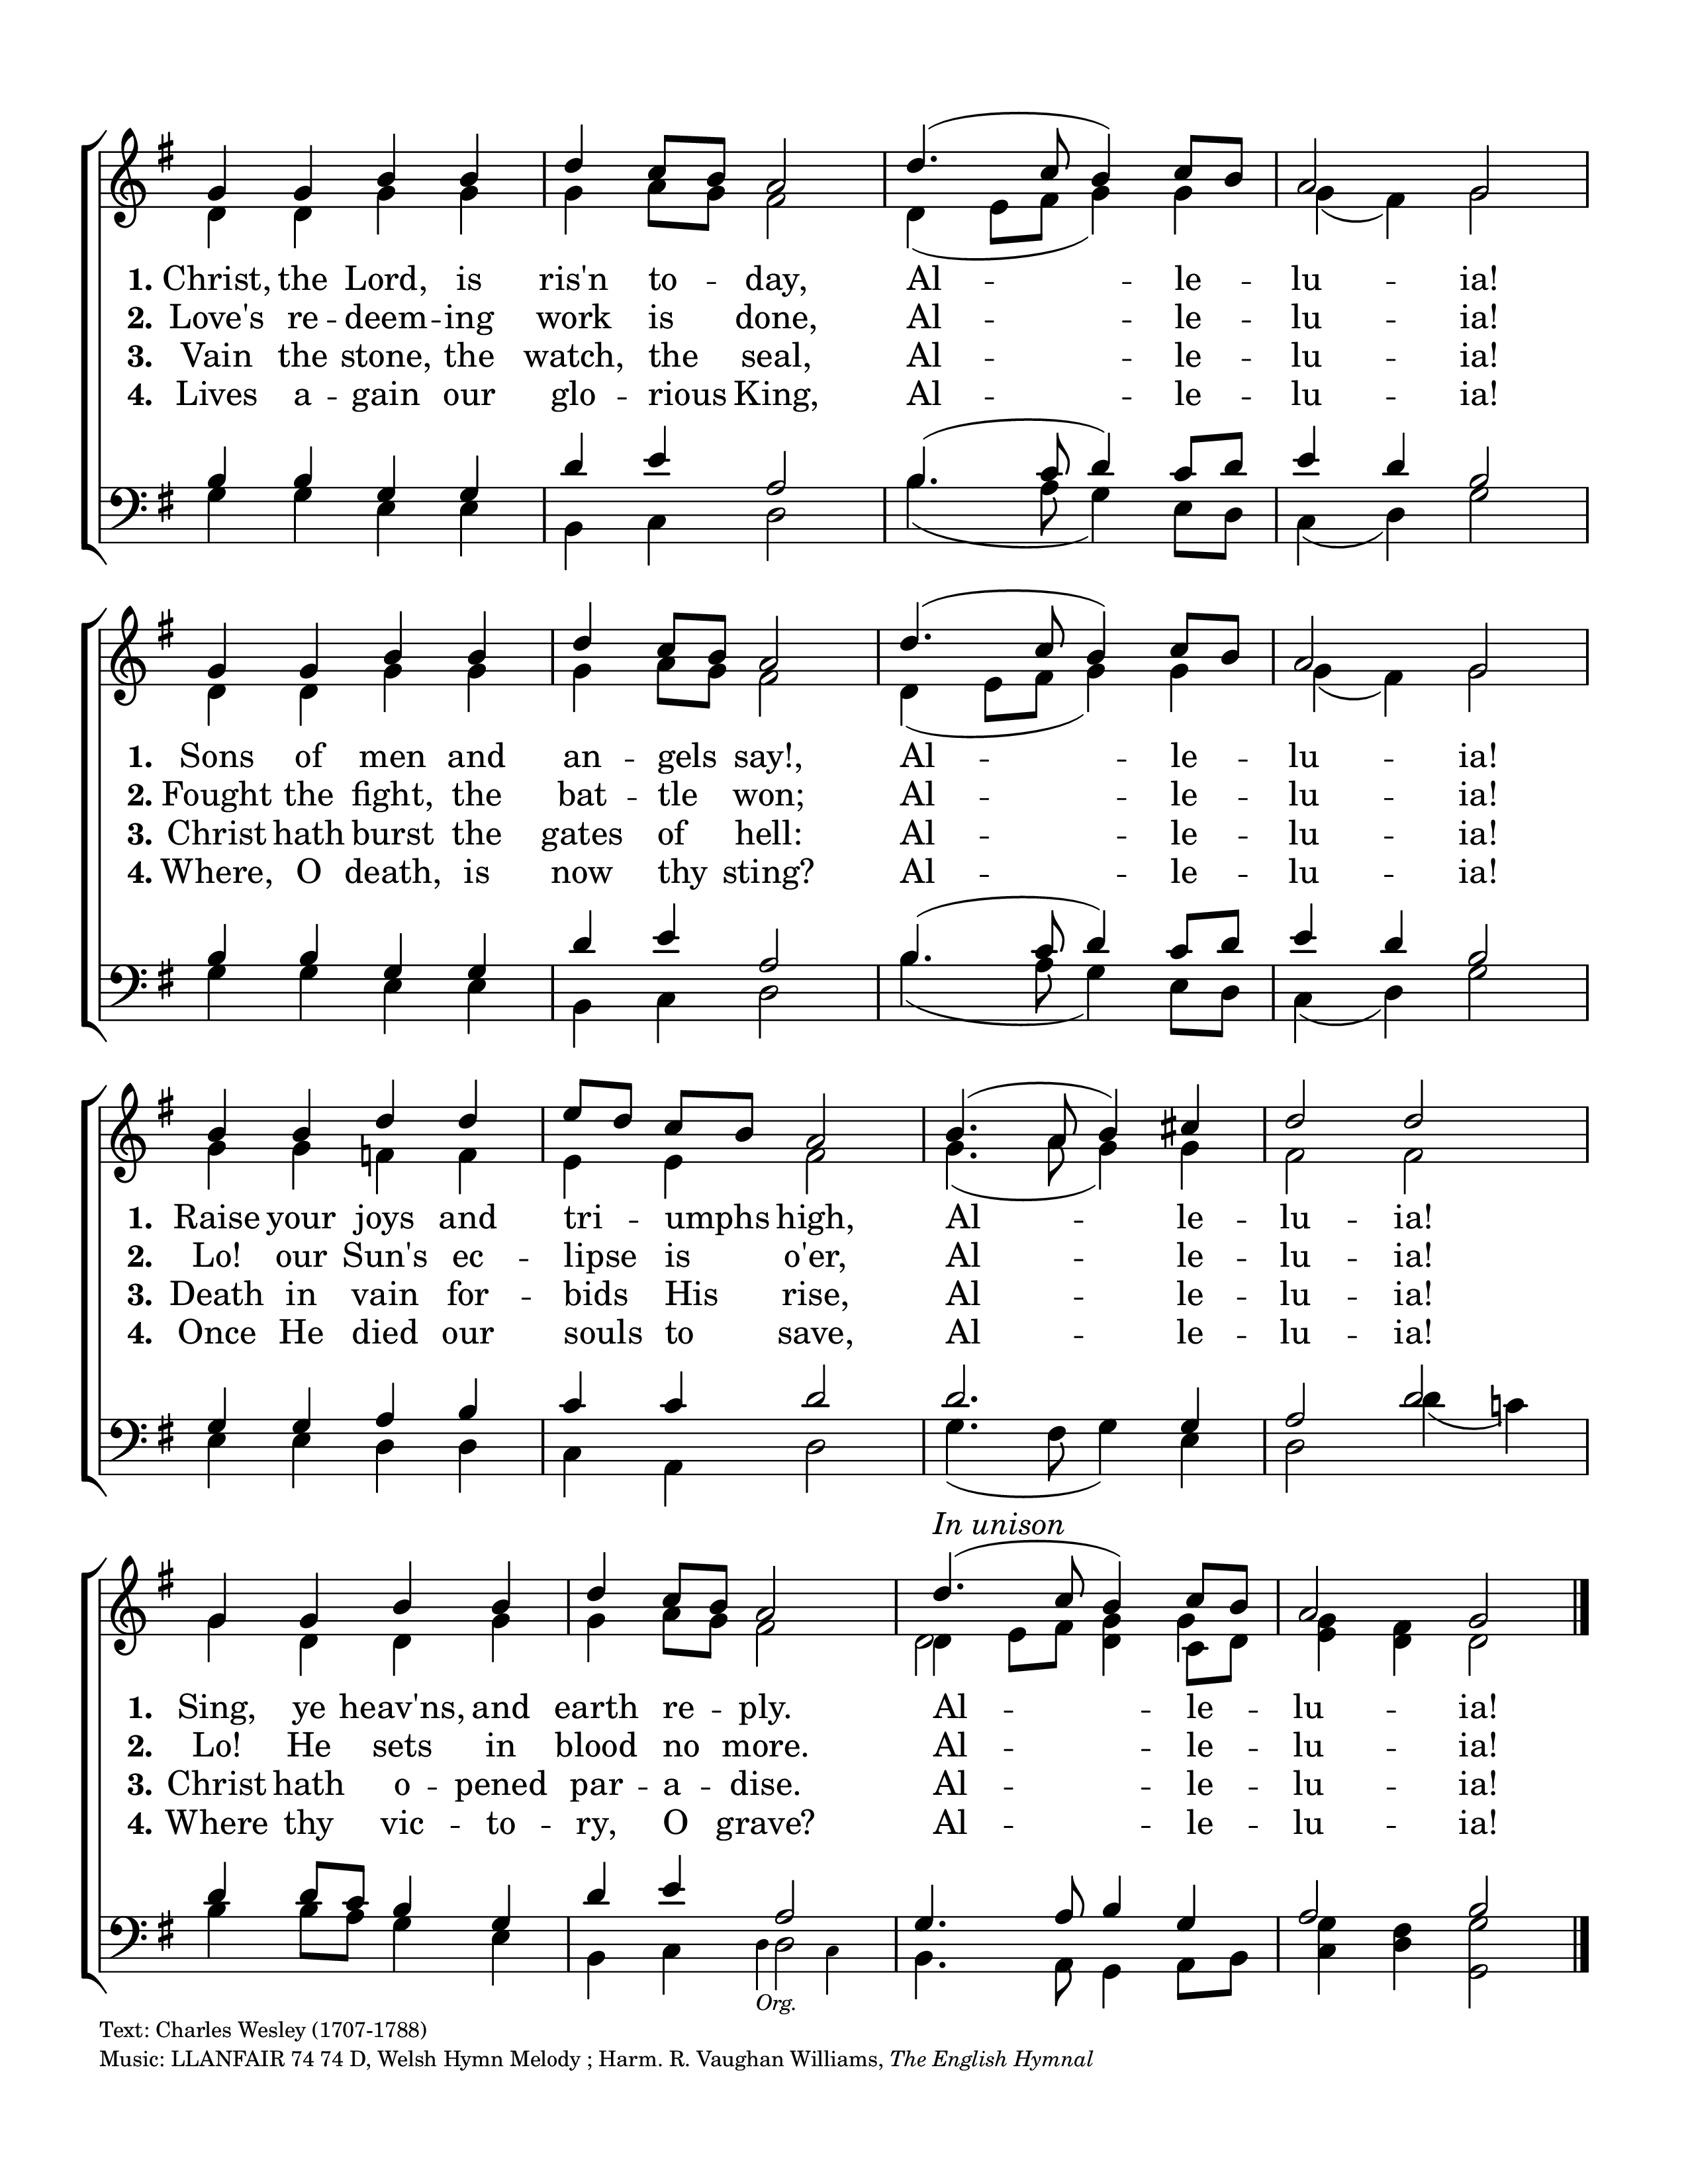 1. Christ, the Lord, is ris'n to -- day, Al -- le -- lu -- ia!
2. Love's re -- deem -- ing work is done, Al -- le -- lu -- ia!
3. Vain the stone, the watch, the seal, Al -- le -- lu -- ia!
4. Lives a -- gain our glo -- rious King, Al -- le -- lu -- ia!
1. Sons of men and an -- gels say!, Al -- le -- lu -- ia!
2. Fought the fight, the bat -- tle won; Al -- le -- lu -- ia!
3. Christ hath burst the gates of hell: Al -- le -- lu -- ia!
4. Where, O death, is now thy sting? Al -- le -- lu -- ia!
1. Raise your joys and tri -- umphs high, Al -- le -- lu -- ia!
2. Lo! our Sun's ec -- lipse is o'er, Al -- le -- lu -- ia!
3. Death in vain for -- bids His rise, Al -- le -- lu -- ia!
4. Once He died our souls to save, Al -- le -- lu -- ia!
In unison
1. Sing, ye heav'ns, and earth re -- ply. Al -- le -- lu -- ia!
2. Lo! He sets in blood no more. Al -- le -- lu -- ia!
3. Christ hath o -- pened par -- a -- dise. Al -- le -- lu -- ia!
4. Where thy vic -- to -- ry, O grave? Al -- le -- lu -- ia!
Org.
Text: Charles Wesley (1707-1788)
Music: LLANFAIR 74 74 D, Welsh Hymn Melody ; Harm. R. Vaughan Williams, The English Hymnal